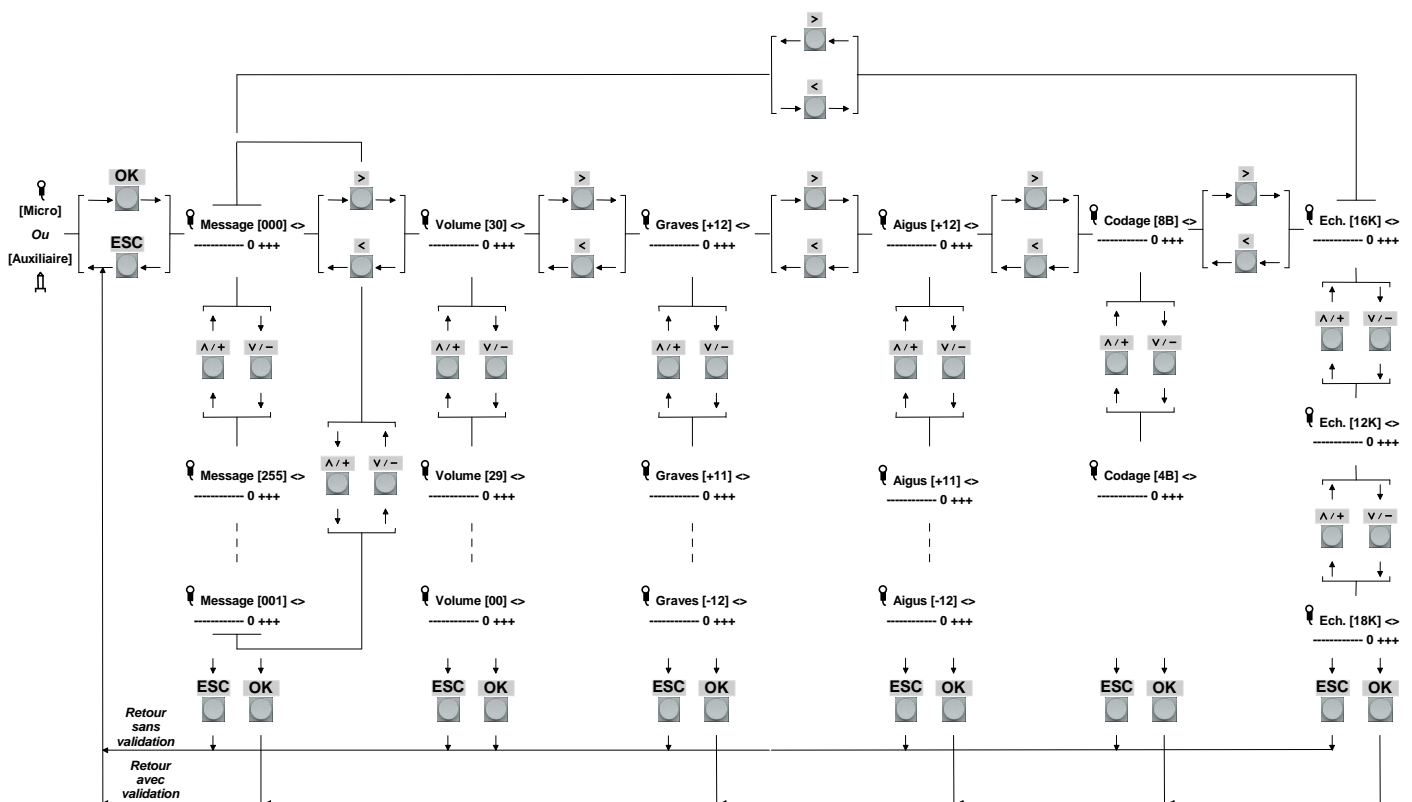 >
<
OK
>
>
>
>
>
[Micro]
Message [000] <>
Volume [30] <>
Graves [+12] <>
Aigus [+12] <>
Codage [8B] <>
Ech. [16K] <>
Ou
------------ 0 +++
------------ 0 +++
------------ 0 +++
------------ 0 +++
------------ 0 +++
------------ 0 +++
ESC
<
<
<
<
<
[Auxiliaire]
∧ / +
∨ / −
∧ / +
∨ / −
∧ / +
∨ / −
∧ / +
∨ / −
∧ / +
∨ / −
∧ / +
∨ / −
Ech. [12K] <>
------------ 0 +++
∧ / +
∨ / −
Message [255] <>
------------ 0 +++
Volume [29] <>
------------ 0 +++
Graves [+11] <>
------------ 0 +++
Aigus [+11] <>
------------ 0 +++
Codage [4B] <>
------------ 0 +++
∧ / +
∨ / −
Message [001] <>
------------ 0 +++
Volume [00] <>
------------ 0 +++
Graves [-12] <>
------------ 0 +++
Aigus [-12] <>
------------ 0 +++
Ech. [18K] <>
------------ 0 +++
ESC
OK
ESC
OK
ESC
OK
ESC
OK
ESC
OK
ESC
OK
Retour
sans
validation
Retour
avec
validation